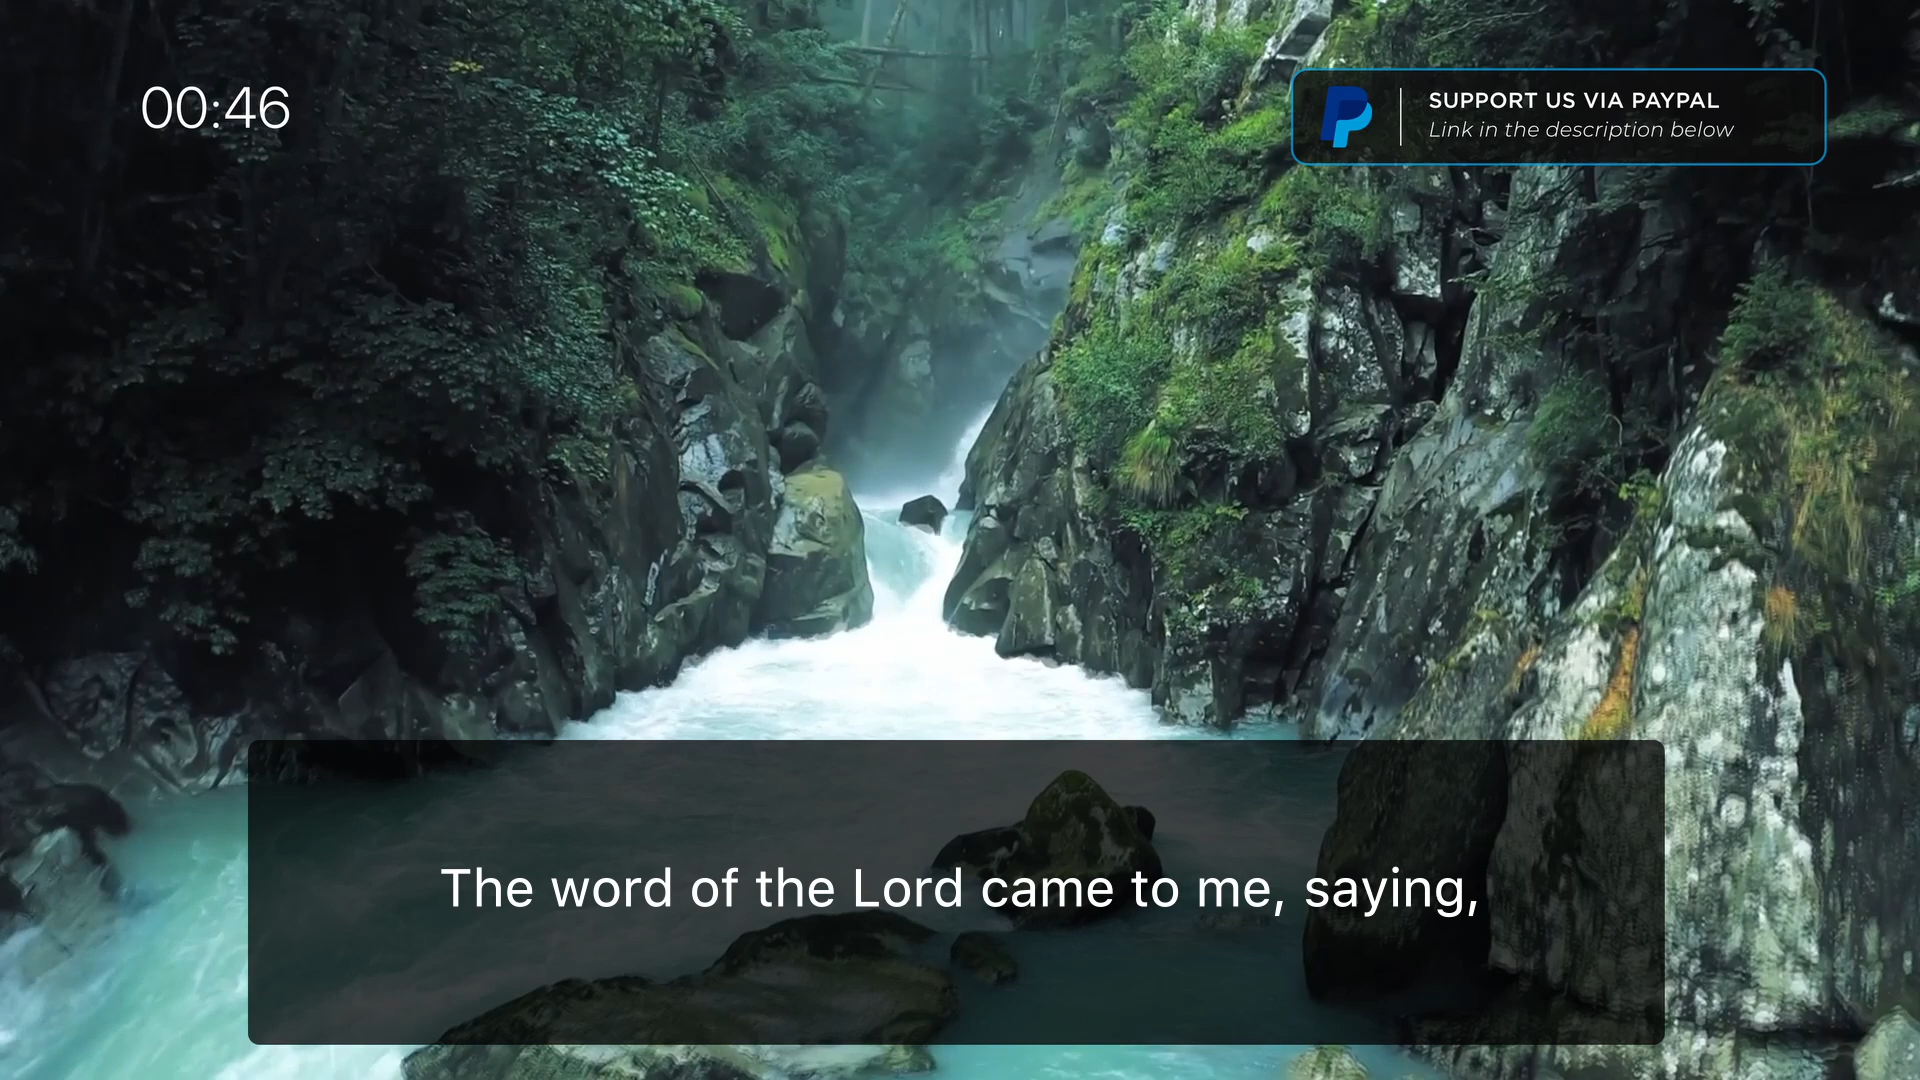 00:46
SUPPORT US VIA PAYPAL
Link in the description below
The word of the Lord came to me, saying,